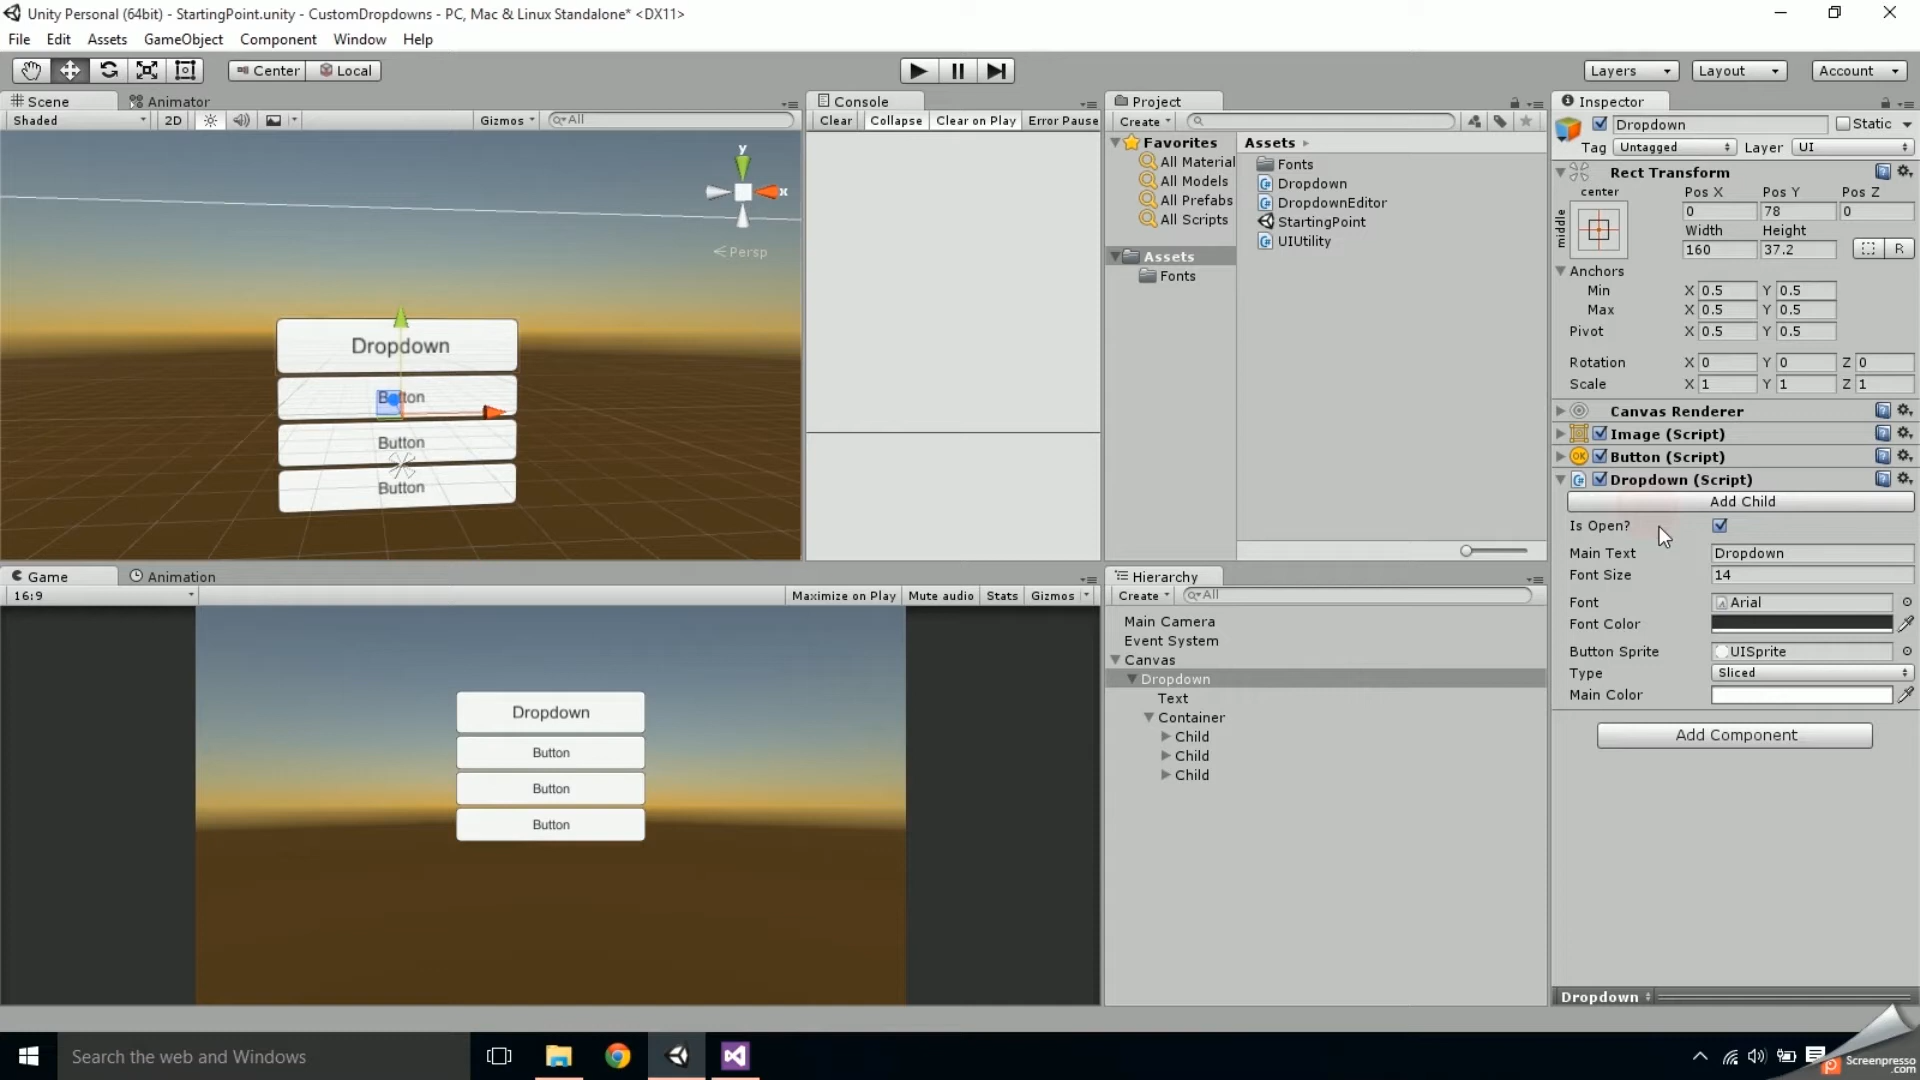 Unity Personal (64bit) - StartingPoint.unity - CustomDropdowns - PC, Mac & Linux Standalone* <DX11>
File Edit Assets GameObject Component Window Help
Center Local Layers Layout Account
Scene Animator
Shaded 2D Gizmos All
y
x
Persp
Dropdown
Button
Button
Button
Console
Clear Collapse Clear on Play Error Pause
Project
Create
Favorites
All Material
All Models
All Prefabs
All Scripts
Assets
Fonts
Assets
Fonts
Dropdown
DropdownEditor
StartingPoint
UIUtility
Game Animation
16:9 Maximize on Play Mute audio Stats Gizmos
Dropdown
Button
Button
Button
Hierarchy
Create All
Main Camera
Event System
Canvas
Dropdown
Text
Container
Child
Child
Child
Inspector
Dropdown Static
Tag Untagged Layer UI
Rect Transform
center Pos X Pos Y Pos Z
middle 0 78 0
Width Height
160 37.2 R
Anchors
Min X 0.5 Y 0.5
Max X 0.5 Y 0.5
Pivot X 0.5 Y 0.5
Rotation X 0 Y 0 Z 0
Scale X 1 Y 1 Z 1
Canvas Renderer
Image (Script)
OK Button (Script)
Dropdown (Script)
Add Child
Is Open?
Main Text Dropdown
Font Size 14
Font Arial
Font Color
Button Sprite UISprite
Type Sliced
Main Color
Add Component
Dropdown
Search the web and Windows
Screenpresso
.com